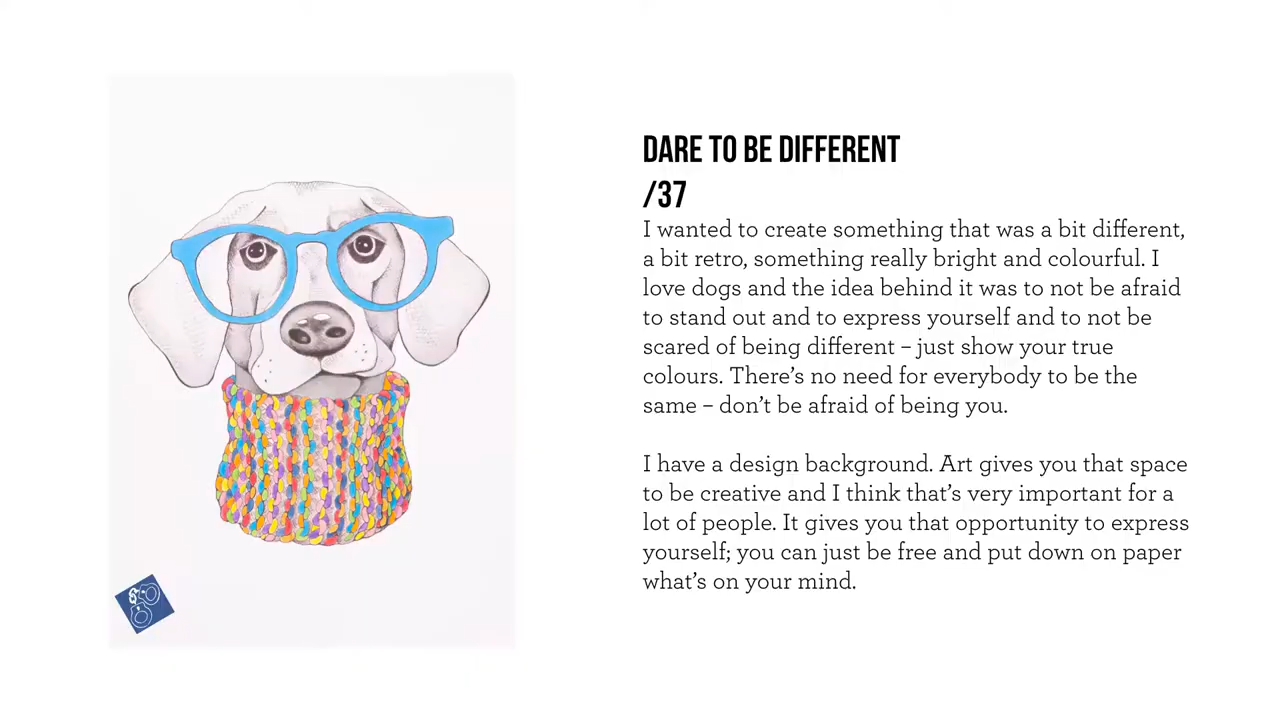 DARE TO BE DIFFERENT
/37
I wanted to create something that was a bit different,
a bit retro, something really bright and colourful. I
love dogs and the idea behind it was to not be afraid
to stand out and to express yourself and to not be
scared of being different – just show your true
colours. There’s no need for everybody to be the
same – don’t be afraid of being you.
I have a design background. Art gives you that space
to be creative and I think that’s very important for a
lot of people. It gives you that opportunity to express
yourself; you can just be free and put down on paper
what’s on your mind.